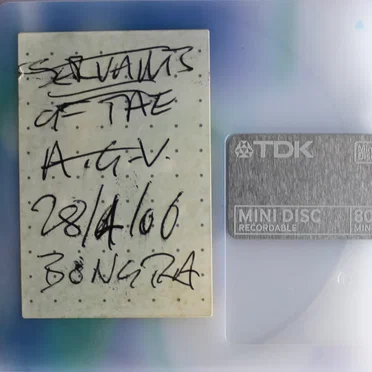 SERVANTS
OF THE
A.G.V.
28/4/06
BONGRA
TDK
MINI DISC
RECORDABLE
80
MIN